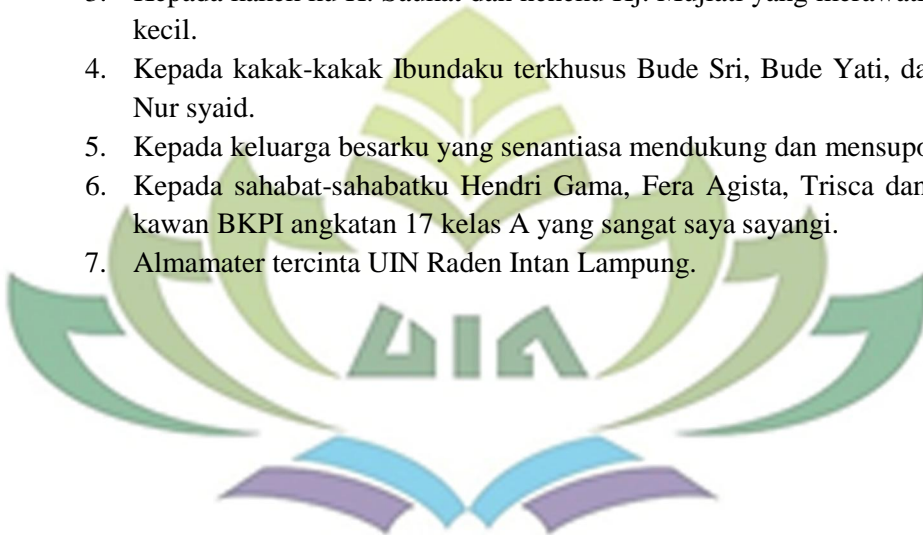 kecil.
4. Kepada kakak-kakak Ibundaku terkhusus Bude Sri, Bude Yati,
Nur syaid.
5. Kepada keluarga besarku yang senantiasa mendukung dan
6. Kepada sahabat-sahabatku Hendri Gama, Fera Agista, Trisca dan
kawan BKPI angkatan 17 kelas A yang sangat saya sayangi.
7. Almamater tercinta UIN Raden Intan Lampung.
UIN